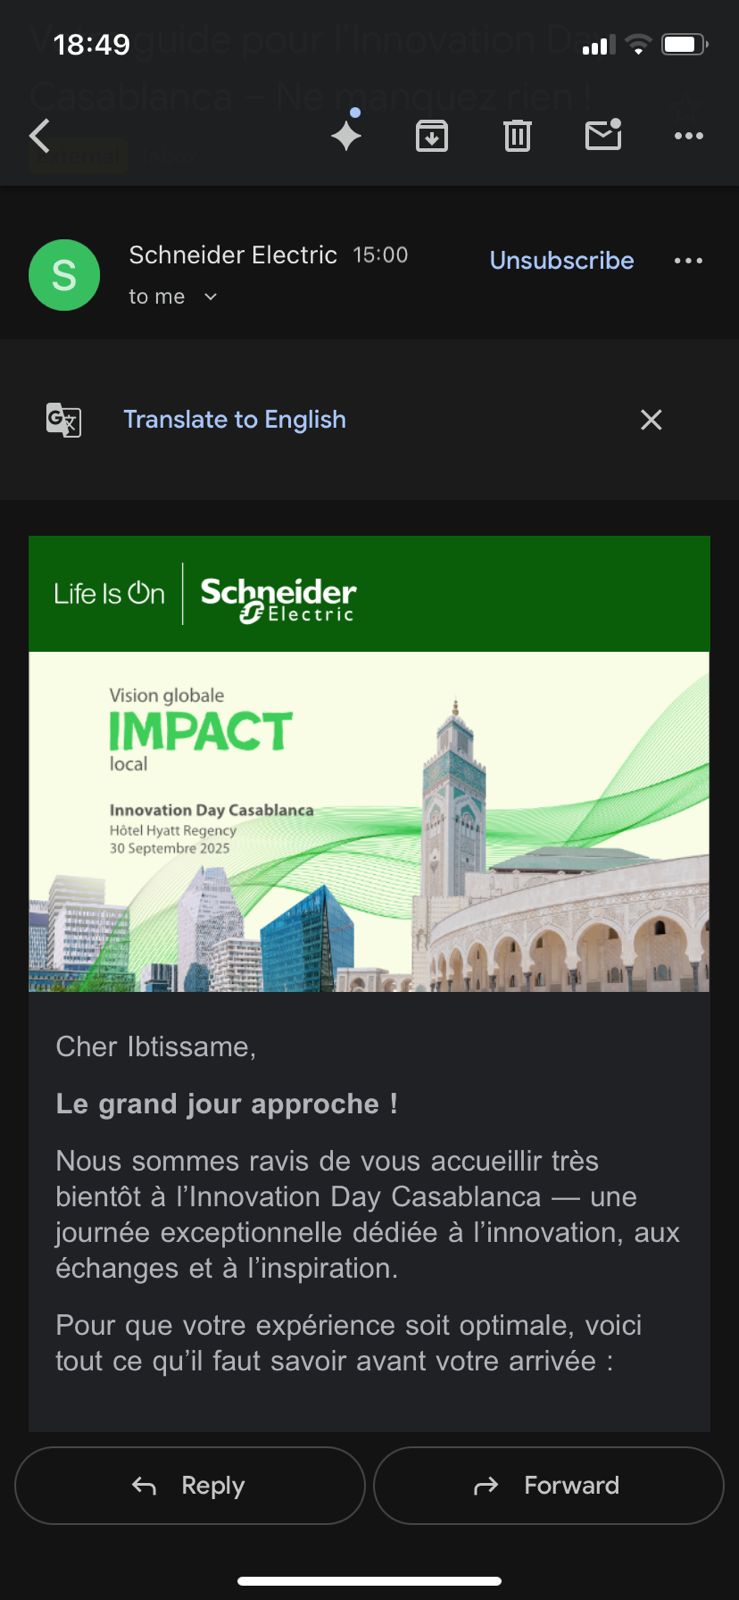 Votre guide pour l'Innovation Day
18:49
Casablanca – Ne manquez rien !
External Inbox
S
Schneider Electric 15:00
Unsubscribe
to me
Translate to English
Life Is On
Schneider
Electric
Vision globale
IMPACT
local
Innovation Day Casablanca
Hôtel Hyatt Regency
30 Septembre 2025
Cher Ibtissame,
Le grand jour approche !
Nous sommes ravis de vous accueillir très
bientôt à l’Innovation Day Casablanca — une
journée exceptionnelle dédiée à l’innovation, aux
échanges et à l’inspiration.
Pour que votre expérience soit optimale, voici
tout ce qu’il faut savoir avant votre arrivée :
Reply
Forward